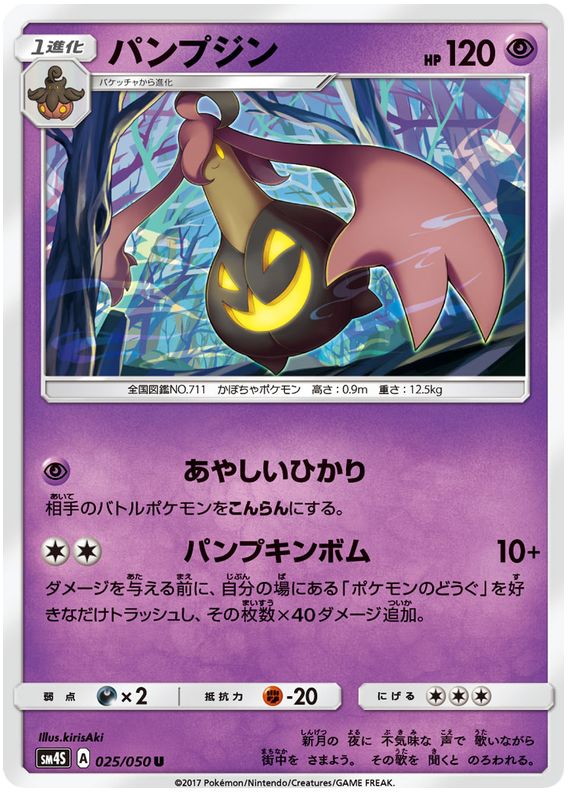 1進化
パンプジン
HP 120
バケッチャから進化
全国図鑑NO.711 かぼちゃポケモン 高さ:0.9m 重さ:12.5kg
あやしいひかり
相手のバトルポケモンをこんらんにする。
パンプキンボム 10+
ダメージを与える前に、自分の場にある「ポケモンのどうぐ」を好
きなだけトラッシュし、その枚数×40ダメージ追加。
弱点 ×2 抵抗力 -20 にげる
Illus.kirisAki
新月の 夜に 不気味な 声で 歌いながら
街中を さまよう。 その歌を 聞くと のろわれる。
SM4S A 025/050 U
©2017 Pokémon/Nintendo/Creatures/GAME FREAK.